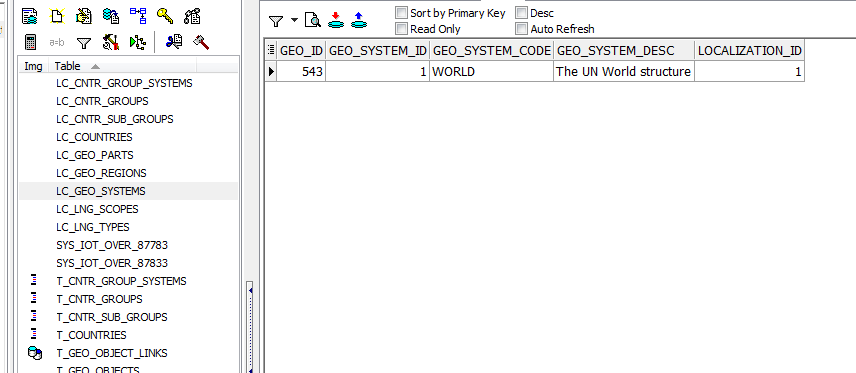 Sort by Primary Key Desc
Read Only Auto Refresh
a=b
Img Table
LC_CNTR_GROUP_SYSTEMS
LC_CNTR_GROUPS
LC_CNTR_SUB_GROUPS
LC_COUNTRIES
LC_GEO_PARTS
LC_GEO_REGIONS
LC_GEO_SYSTEMS
LC_LNG_SCOPES
LC_LNG_TYPES
SYS_IOT_OVER_87783
SYS_IOT_OVER_87833
T_CNTR_GROUP_SYSTEMS
T_CNTR_GROUPS
T_CNTR_SUB_GROUPS
T_COUNTRIES
T_GEO_OBJECT_LINKS
T_GEO_OBJECTS
GEO_ID GEO_SYSTEM_ID GEO_SYSTEM_CODE GEO_SYSTEM_DESC LOCALIZATION_ID
543 1 WORLD The UN World structure 1